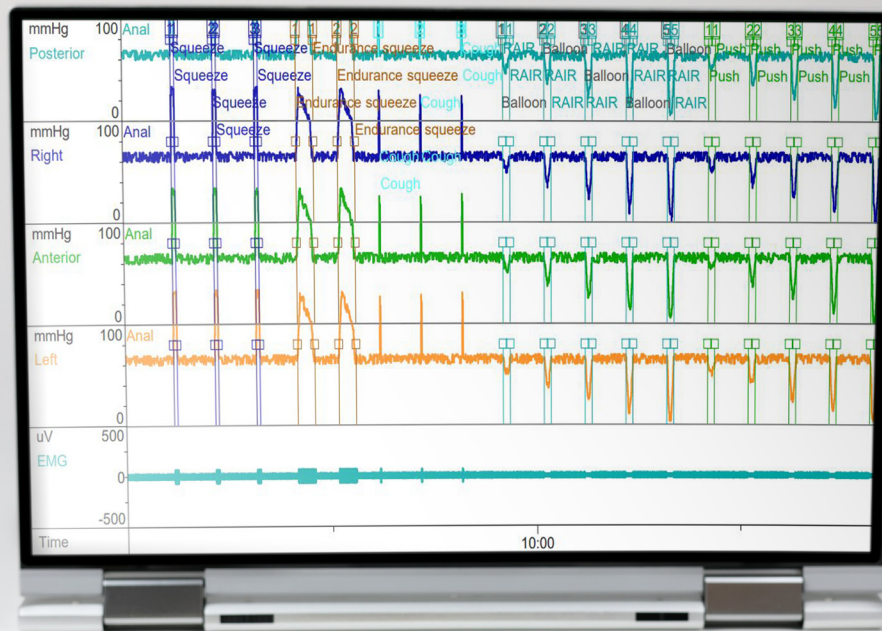 mmHg 100 Anal
Posterior
Squeeze Squeeze Endurance squeeze Cough RAIR Balloon RAIR RAIR Balloon Push Push Push Push
Squeeze Squeeze Endurance squeeze Cough RAIR RAIR Balloon RAIR RAIR Push Push Push Push
Squeeze Endurance squeeze Cough Balloon RAIR RAIR Balloon RAIR
0
mmHg 100 Anal Squeeze Endurance squeeze
Right
Cough Cough
Cough
0
mmHg 100 Anal
Anterior
0
mmHg 100 Anal
Left
0
uV 500
EMG
0
-500
Time 10:00